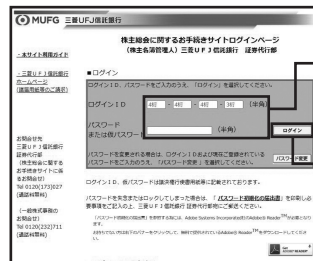 MUFG 三菱UFJ信託銀行
株主総会に関するお手続きサイトログインページ
(株主名簿管理人)三菱UFJ信託銀行 証券代行部
・本サイト利用ガイド
・三菱UFJ信託銀行
ホームページ
(議届用紙等のご請求)
■ログイン
ログインID、パスワードをご入力のうえ、「ログイン」を選択してください。
ログインID 4桁 - 4桁 - 4桁 - 3桁 (半角)
パスワード
または仮パスワード (半角)
ログイン
パスワードを変更される場合は、ログインIDおよび現在ご登録されている
パスワードをご入力のうえ、「パスワード変更」を選択してください。
パスワード変更
お問合せ先
三菱UFJ信託銀行
証券代行部
(株主総会に関する
お手続きサイトに係
るお問合せ)
Tel 0120(173)027
(通話料無料)
(一般株式事務の
お問合せ)
Tel 0120(232)711
(通話料無料)
ログインID、仮パスワードは議決権行使書用紙等に記載されております。
パスワードを失念またはロックしてしまった場合は、「パスワード初期化の届出書」を印刷し必
要事項をご記入の上、三菱UFJ信託銀行 証券代行部宛にご郵送ください。